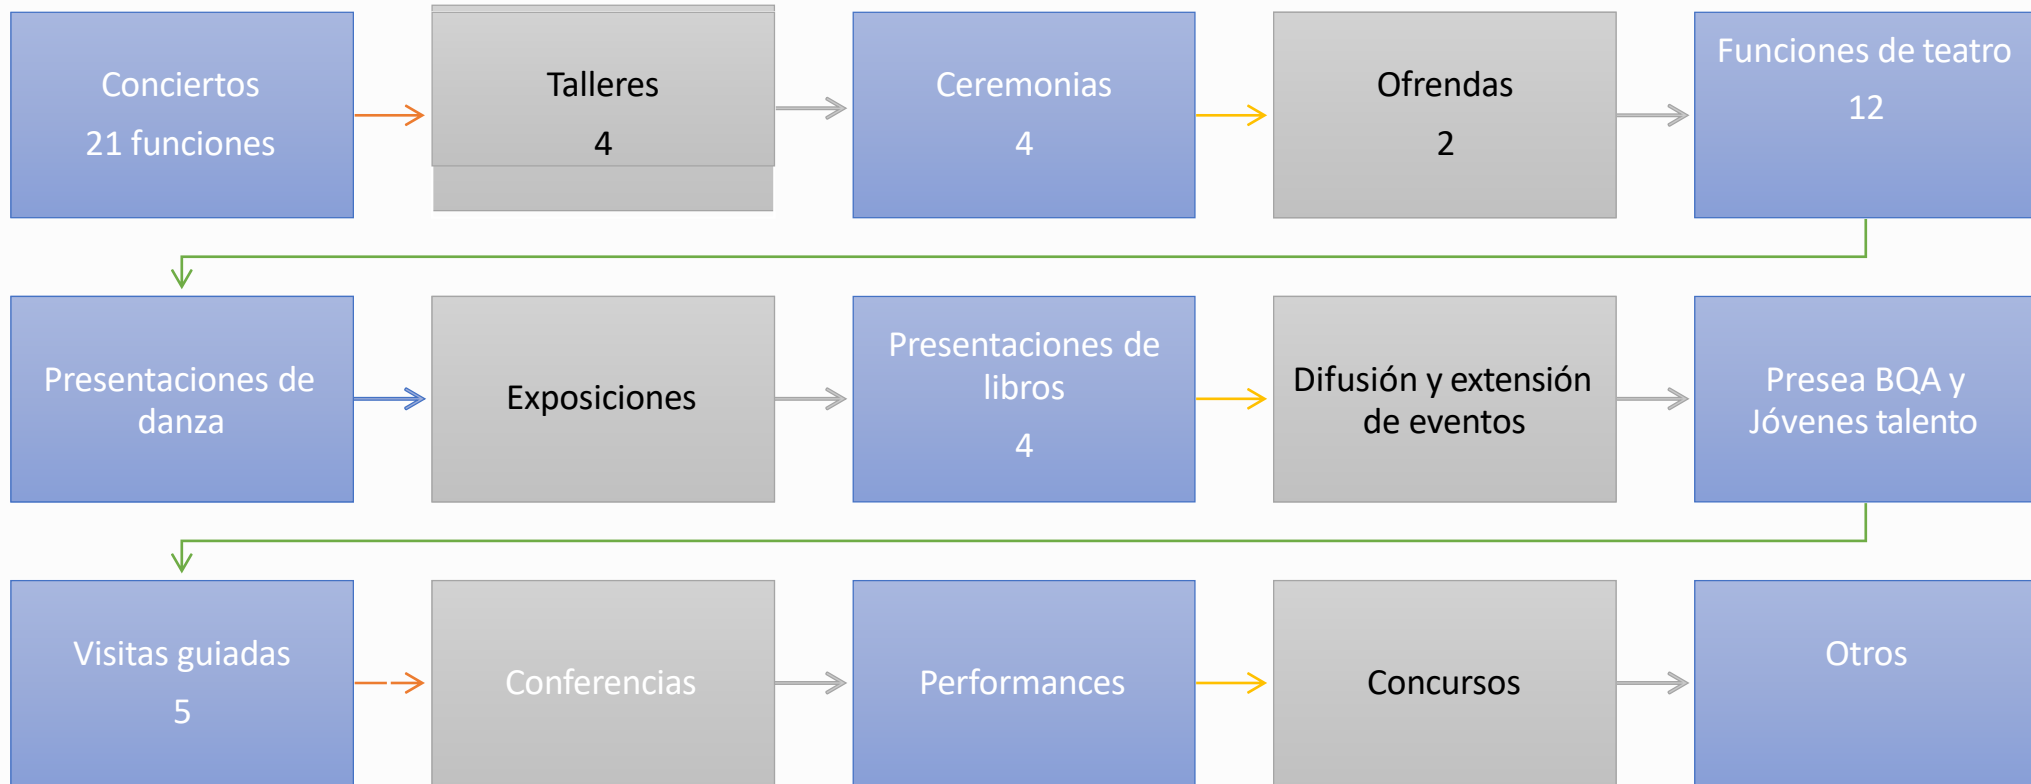 Conciertos
21 funciones
Talleres
4
Ceremonias
4
Ofrendas
2
Funciones de teatro
12
Presentaciones de
danza
Exposiciones
Presentaciones de
libros
4
Difusión y extensión
de eventos
Presea BQA y
Jóvenes talento
Visitas guiadas
5
Conferencias
Performances
Concursos
Otros